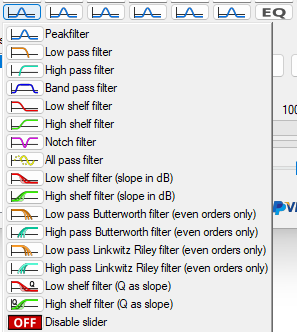 EQ
Peakfilter
Low pass filter
High pass filter
Band pass filter
Low shelf filter
100
High shelf filter
Notch filter
All pass filter
Low shelf filter (slope in dB)
High shelf filter (slope in dB)
Low pass Butterworth filter (even orders only)
High pass Butterworth filter (even orders only)
Low pass Linkwitz Riley filter (even orders only)
High pass Linkwitz Riley filter (even orders only)
Q Low shelf filter (Q as slope)
Q High shelf filter (Q as slope)
OFF Disable slider